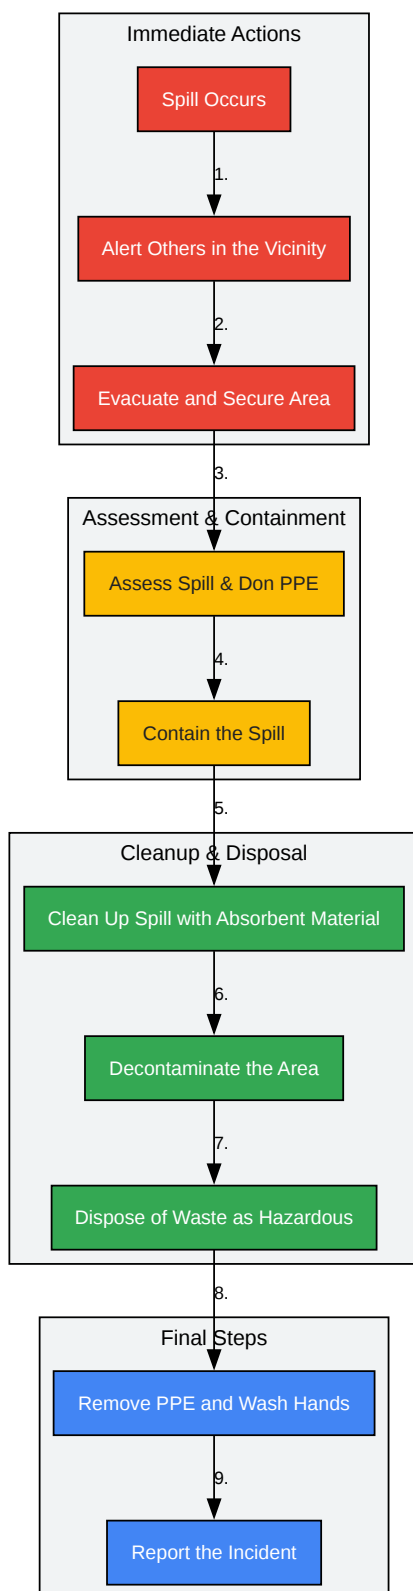 Immediate Actions
Spill Occurs
1.
Alert Others in the Vicinity
2.
Evacuate and Secure Area
3.
Assessment & Containment
Assess Spill & Don PPE
4.
Contain the Spill
5.
Cleanup & Disposal
Clean Up Spill with Absorbent Material
6.
Decontaminate the Area
7.
Dispose of Waste as Hazardous
8.
Final Steps
Remove PPE and Wash Hands
9.
Report the Incident